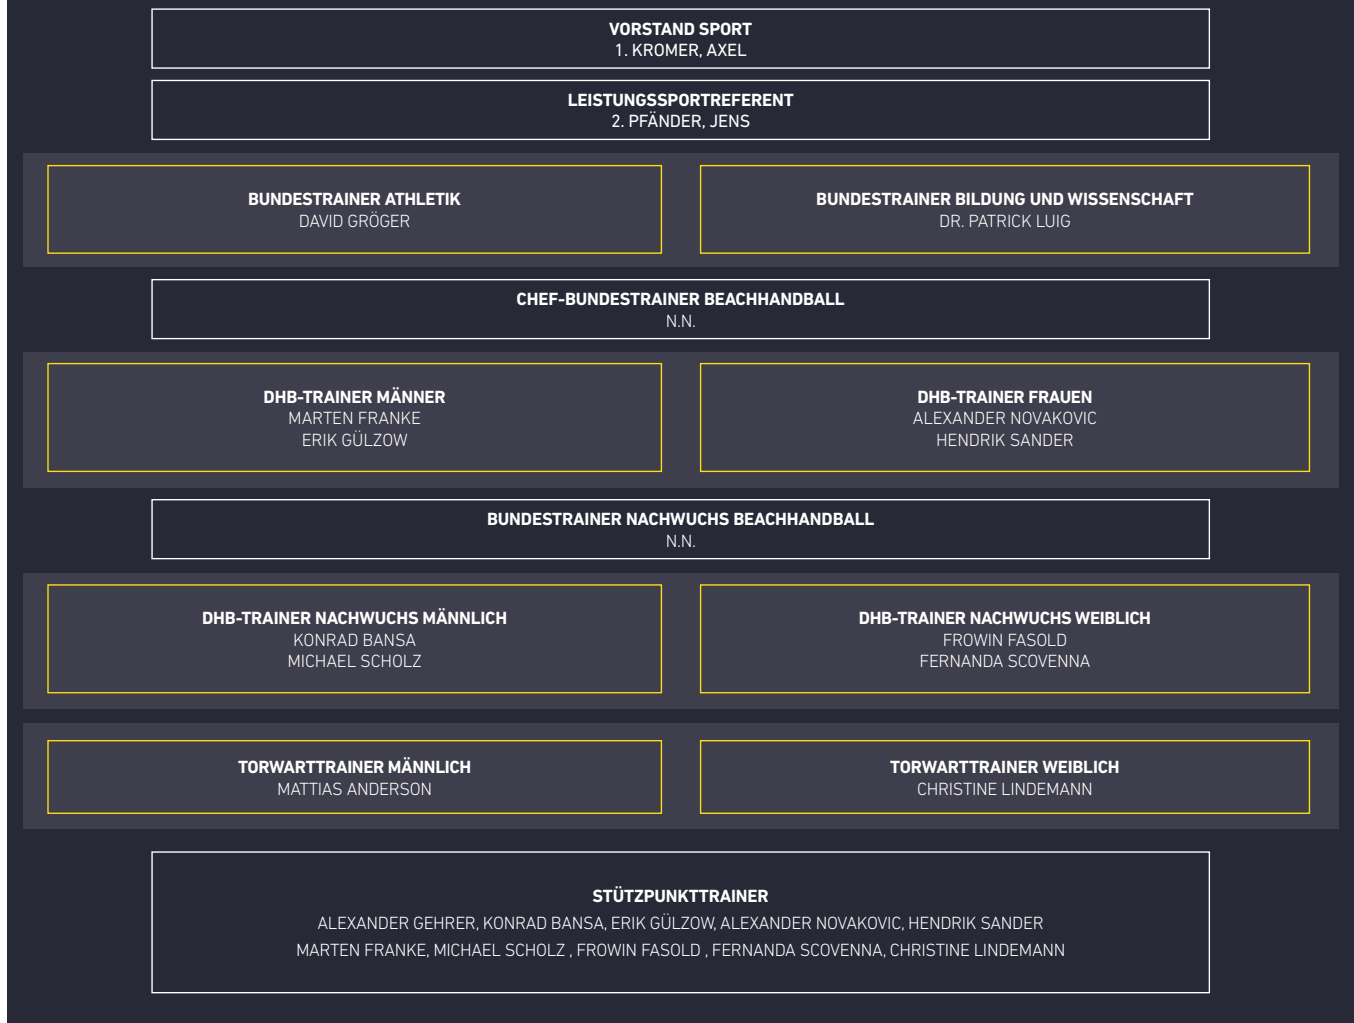 VORSTAND SPORT
1. KROMER, AXEL
LEISTUNGSSPORTREFERENT
2. PFÄNDER, JENS
BUNDESTRAINER ATHLETIK
DAVID GRÖGER
BUNDESTRAINER BILDUNG UND WISSENSCHAFT
DR. PATRICK LUIG
CHEF-BUNDESTRAINER BEACHHANDBALL
N.N.
DHB-TRAINER MÄNNER
MARTEN FRANKE
ERIK GÜLZOW
DHB-TRAINER FRAUEN
ALEXANDER NOVAKOVIC
HENDRIK SANDER
BUNDESTRAINER NACHWUCHS BEACHHANDBALL
N.N.
DHB-TRAINER NACHWUCHS MÄNNLICH
KONRAD BANSA
MICHAEL SCHOLZ
DHB-TRAINER NACHWUCHS WEIBLICH
FROWIN FASOLD
FERNANDA SCOVENNA
TORWARTTRAINER MÄNNLICH
MATTIAS ANDERSON
TORWARTTRAINER WEIBLICH
CHRISTINE LINDEMANN
STÜTZPUNKTTRAINER
ALEXANDER GEHRER, KONRAD BANSA, ERIK GÜLZOW, ALEXANDER NOVAKOVIC, HENDRIK SANDER
MARTEN FRANKE, MICHAEL SCHOLZ , FROWIN FASOLD , FERNANDA SCOVENNA, CHRISTINE LINDEMANN